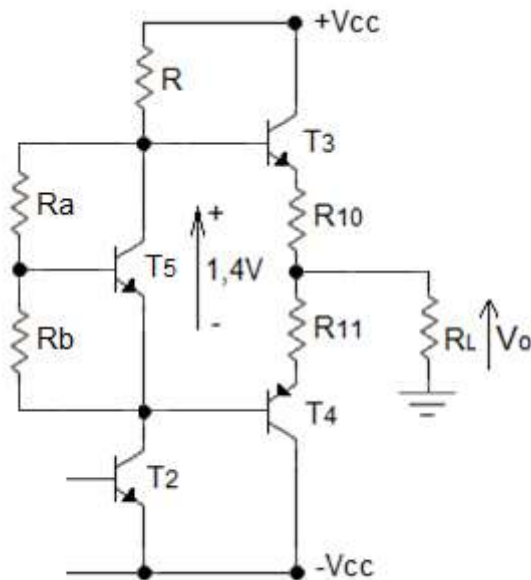 +Vcc
R
T3
Ra
R10
+
T5
1,4V
-
Rb
R11
RL
Vo
T4
T2
-Vcc